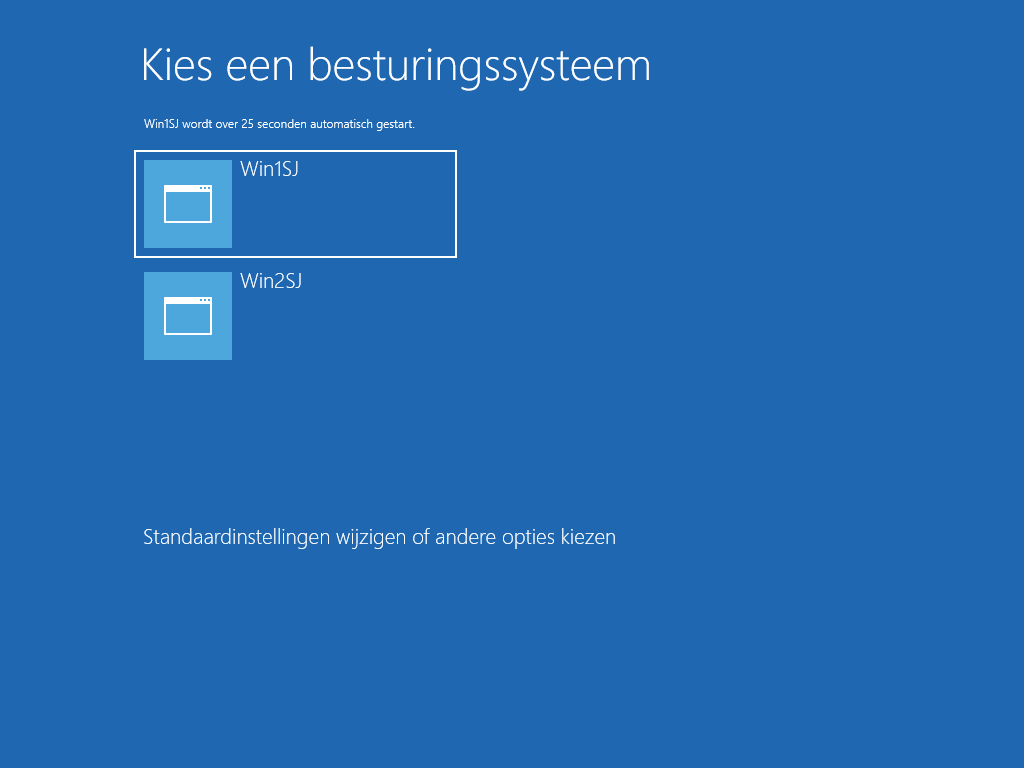 Kies een besturingssysteem
Win1SJ wordt over 25 seconden automatisch gestart.
Win1SJ
Win2SJ
Standaardinstellingen wijzigen of andere opties kiezen